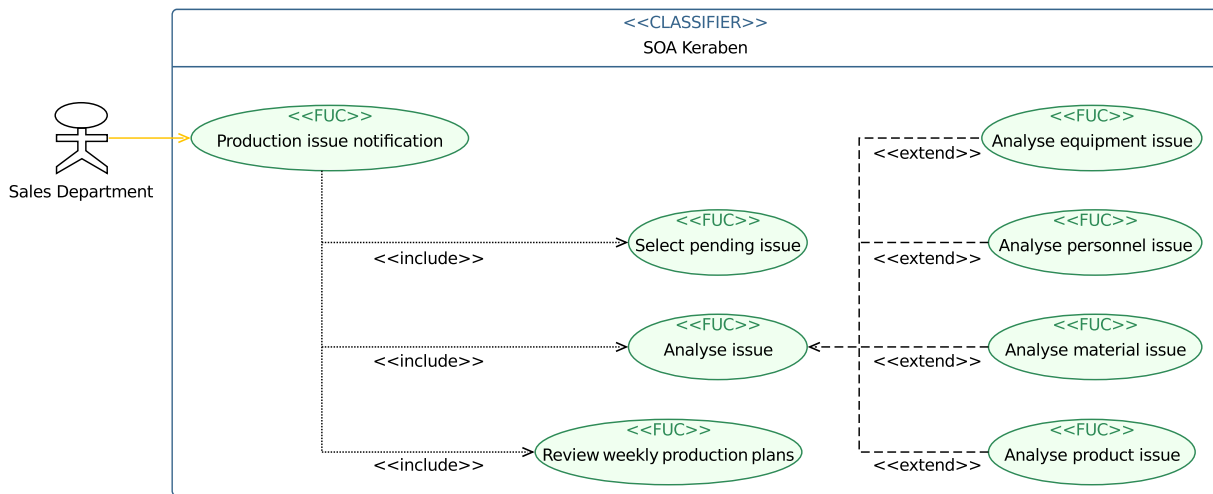 <<CLASSIFIER>>
SOA Keraben
<<FUC>>
Production issue notification
Sales Department
<<include>>
<<FUC>>
Select pending issue
<<include>>
<<FUC>>
Analyse issue
<<include>>
<<FUC>>
Review weekly production plans
<<extend>>
<<FUC>>
Analyse equipment issue
<<extend>>
<<FUC>>
Analyse personnel issue
<<extend>>
<<FUC>>
Analyse material issue
<<extend>>
<<FUC>>
Analyse product issue